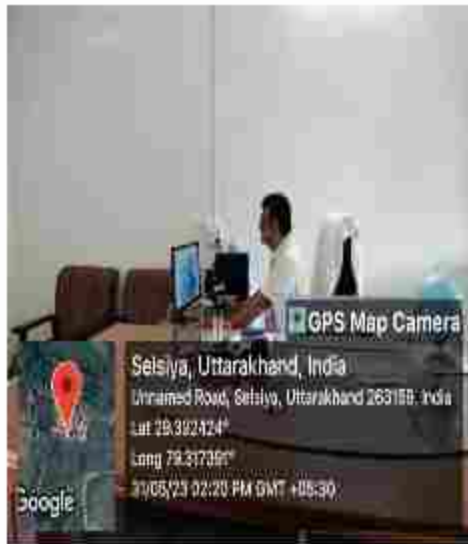 GPS Map Camera
Selsiya, Uttarakhand, India
Unnamed Road, Selsiya, Uttarakhand 263159, India
Lat 29.392424°
Long 79.317391°
31/05/23 02:20 PM GMT +05:30
Google